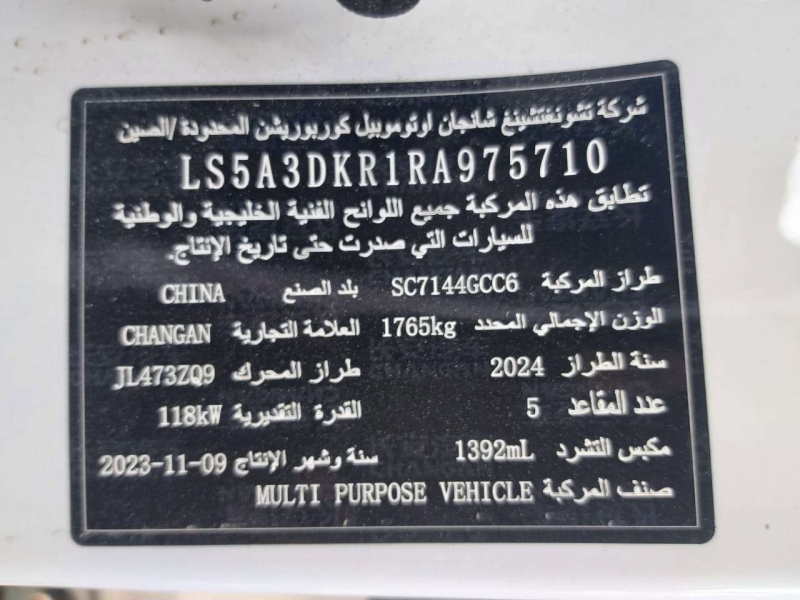 شركة تشونغتشينغ شانجان اوتوموبيل كوربوريشن المحدودة/الصين
LS5A3DKR1RA975710
تطابق هذه المركبة جميع اللوائح الفنية الخليجية والوطنية
للسيارات التي صدرت حتى تاريخ الإنتاج.
طراز المركبة SC7144GCC6 بلد الصنع CHINA
الوزن الإجمالي المحدد 1765kg العلامة التجارية CHANGAN
سنة الطراز 2024 طراز المحرك JL473ZQ9
عدد المقاعد 5 القدرة التقديرية 118kW
مكبس التشرد 1392mL سنة وشهر الإنتاج 2023-11-09
صنف المركبة MULTI PURPOSE VEHICLE